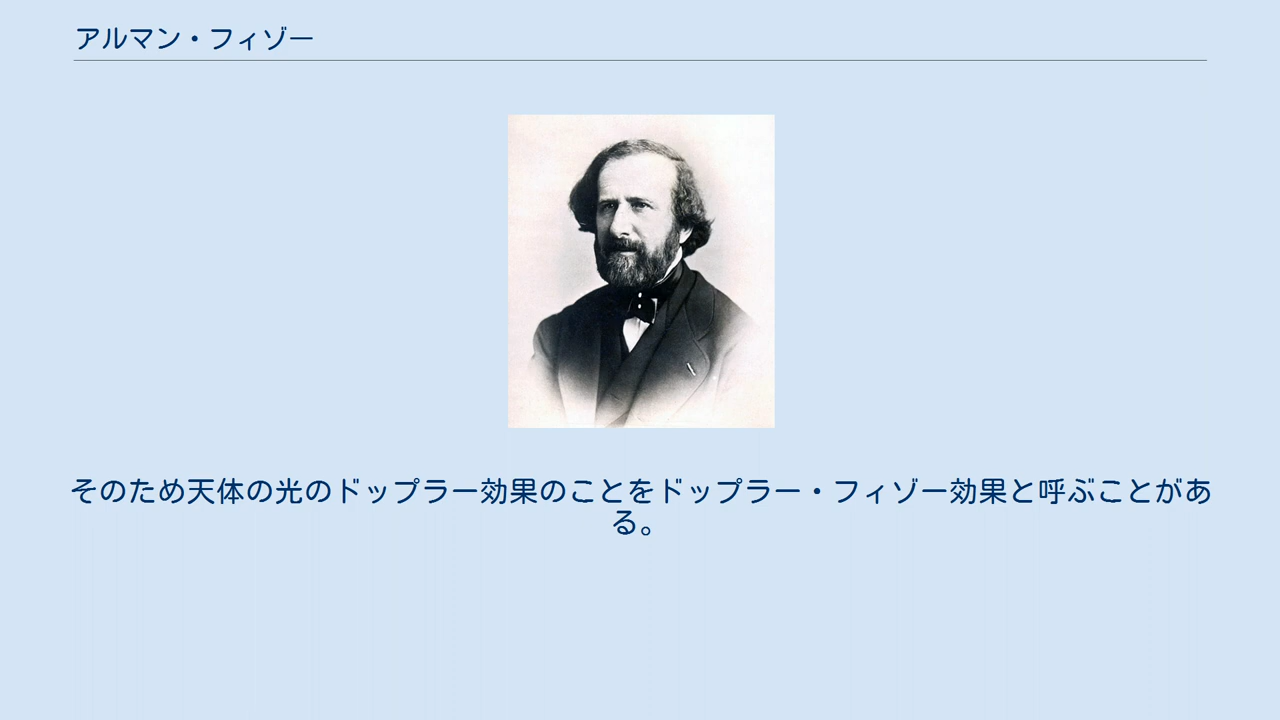 アルマン・フィゾー
そのため天体の光のドップラー効果のことをドップラー・フィゾー効果と呼ぶことがあ
る。